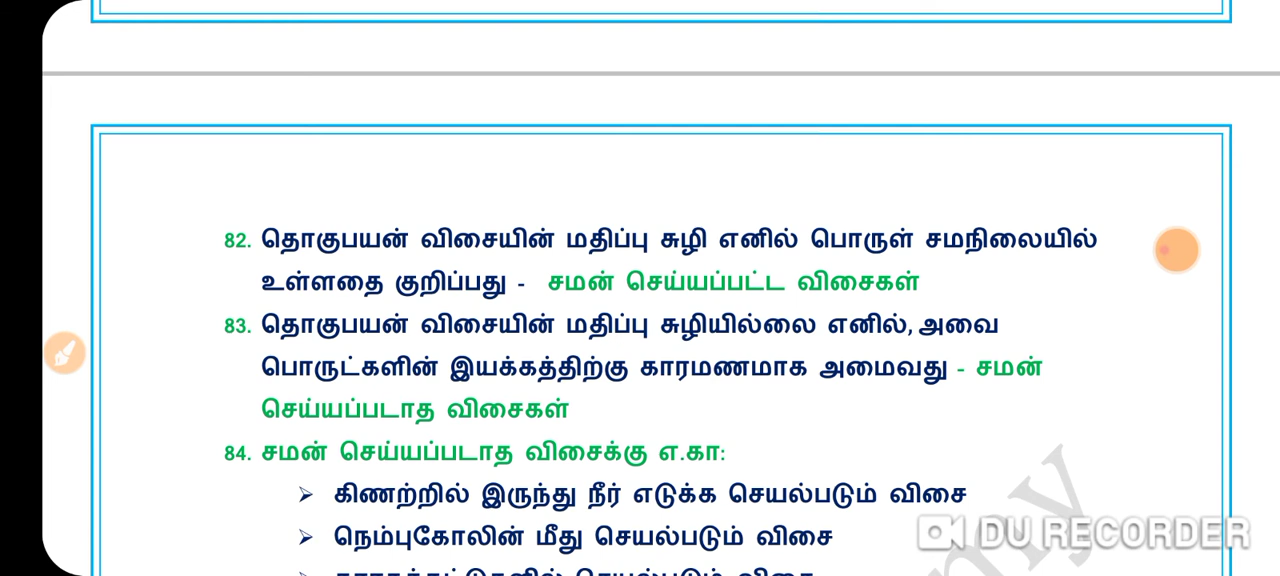 82. தொகுபயன் விசையின் மதிப்பு சுழி எனில் பொருள் சமநிலையில்
உள்ளதை குறிப்பது - சமன் செய்யப்பட்ட விசைகள்
83. தொகுபயன் விசையின் மதிப்பு சுழியில்லை எனில், அவை
பொருட்களின் இயக்கத்திற்கு காரமணமாக அமைவது - சமன்
செய்யப்படாத விசைகள்
84. சமன் செய்யப்படாத விசைக்கு எ.கா:
➢ கிணற்றில் இருந்து நீர் எடுக்க செயல்படும் விசை
➢ நெம்புகோலின் மீது செயல்படும் விசை
செயல்படும் விசை
DU RECORDER